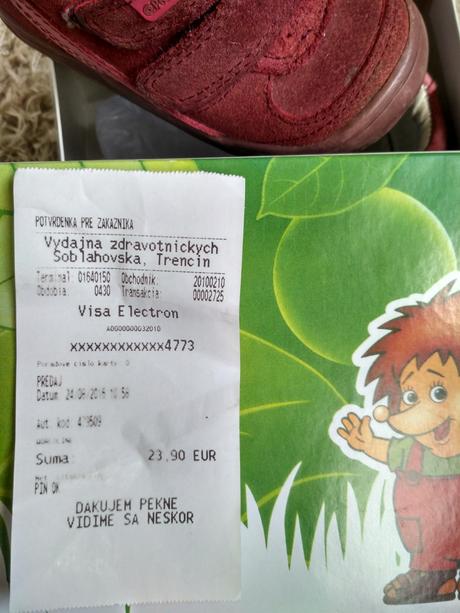 POTVRDENKA PRE ZAKAZNIKA
Vydajna zdravotnickych
Soblahovska, Trencin
Terminal: 01640150 Obchodnik: 20100210
Obdobie: 0430 Transakcia: 00002725
Visa Electron
A0000000032010
xxxxxxxxxxxx4773
Poradove cislo karty: 0
PREDAJ
Datum 24/08/2016 10:58
Aut. kod: 479509
Suma: 23,90 EUR
PIN OK
DAKUJEM PEKNE
VIDIME SA NESKOR